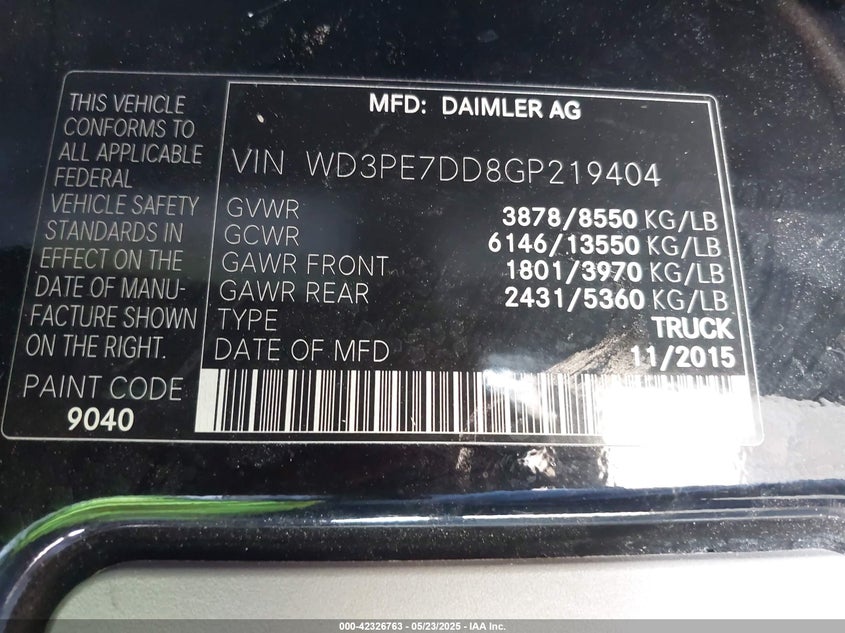 THIS VEHICLE
CONFORMS TO
ALL APPLICABLE
FEDERAL
VEHICLE SAFETY
STANDARDS IN
EFFECT ON THE
DATE OF MANU-
FACTURE SHOWN
ON THE RIGHT.
PAINT CODE
9040
MFD: DAIMLER AG
VIN WD3PE7DD8GP219404
GVWR 3878/8550 KG/LB
GCWR 6146/13550 KG/LB
GAWR FRONT 1801/3970 KG/LB
GAWR REAR 2431/5360 KG/LB
TYPE TRUCK
DATE OF MFD 11/2015
000-42326763 - 05/23/2025 - IAA Inc.